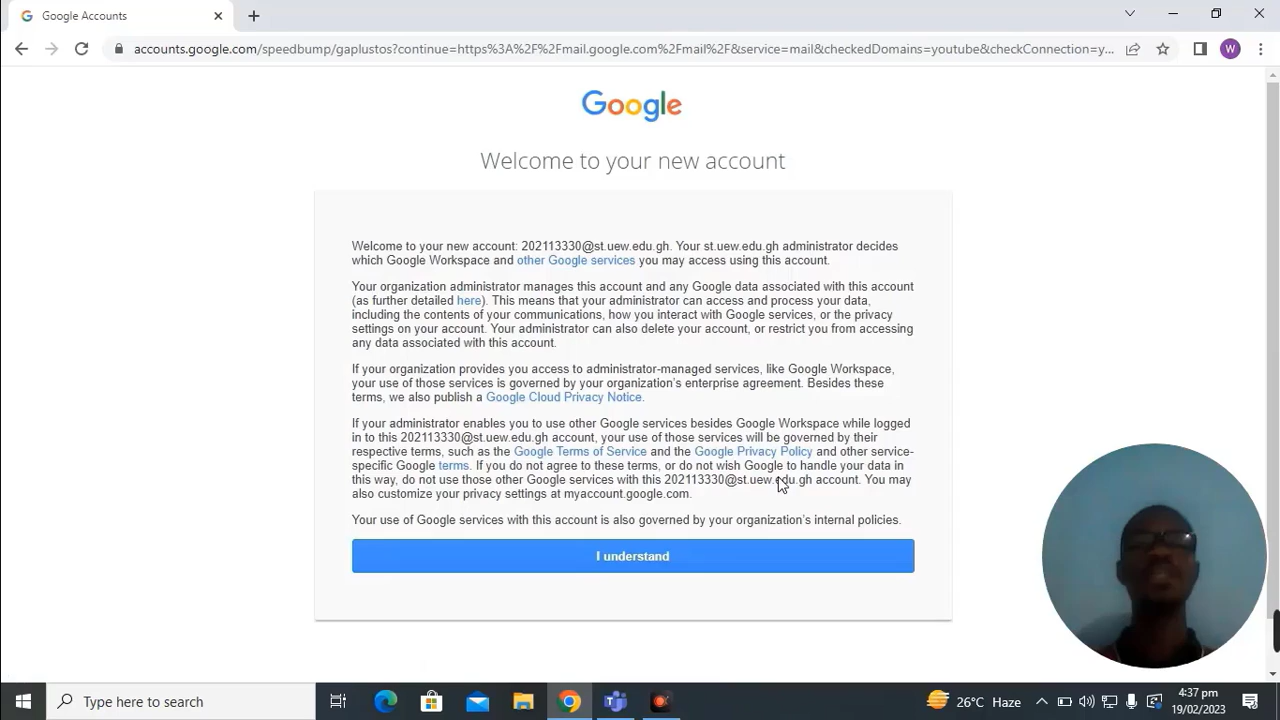 Google Accounts
accounts.google.com/speedbump/gaplustos?continue=https%3A%2F%2Fmail.google.com%2Fmail%2F&service=mail&checkedDomains=youtube&checkConnection=y...
W
Google
Welcome to your new account
Welcome to your new account: 202113330@st.uew.edu.gh. Your st.uew.edu.gh administrator decides
which Google Workspace and other Google services you may access using this account.
Your organization administrator manages this account and any Google data associated with this account
(as further detailed here). This means that your administrator can access and process your data,
including the contents of your communications, how you interact with Google services, or the privacy
settings on your account. Your administrator can also delete your account, or restrict you from accessing
any data associated with this account.
If your organization provides you access to administrator-managed services, like Google Workspace,
your use of those services is governed by your organization's enterprise agreement. Besides these
terms, we also publish a Google Cloud Privacy Notice.
If your administrator enables you to use other Google services besides Google Workspace while logged
in to this 202113330@st.uew.edu.gh account, your use of those services will be governed by their
respective terms, such as the Google Terms of Service and the Google Privacy Policy and other service-
specific Google terms. If you do not agree to these terms, or do not wish Google to handle your data in
this way, do not use those other Google services with this 202113330@st.uew.edu.gh account. You may
also customize your privacy settings at myaccount.google.com.
Your use of Google services with this account is also governed by your organization's internal policies.
I understand
Type here to search
26°C Haze
4:37 pm
19/02/2023